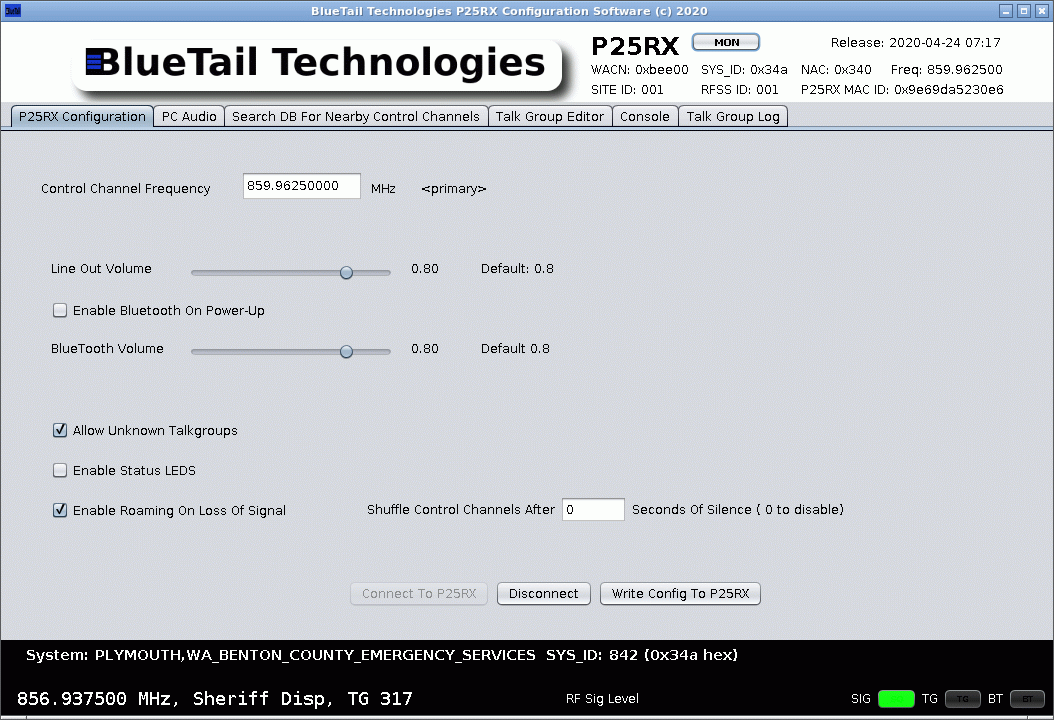 BlueTail Technologies P25RX Configuration Software (c) 2020
BlueTail Technologies
P25RX MON Release: 2020-04-24 07:17
WACN: 0xbee00 SYS_ID: 0x34a NAC: 0x340 Freq: 859.962500
SITE ID: 001 RFSS ID: 001 P25RX MAC ID: 0x9e69da5230e6
P25RX Configuration PC Audio Search DB For Nearby Control Channels Talk Group Editor Console Talk Group Log
Control Channel Frequency 859.96250000 MHz <primary>
Line Out Volume 0.80 Default: 0.8
Enable Bluetooth On Power-Up
BlueTooth Volume 0.80 Default 0.8
Allow Unknown Talkgroups
Enable Status LEDS
Enable Roaming On Loss Of Signal Shuffle Control Channels After 0 Seconds Of Silence ( 0 to disable)
Connect To P25RX Disconnect Write Config To P25RX
System: PLYMOUTH,WA_BENTON_COUNTY_EMERGENCY_SERVICES SYS_ID: 842 (0x34a hex)
856.937500 MHz, Sheriff Disp, TG 317 RF Sig Level SIG TG TG BT BT